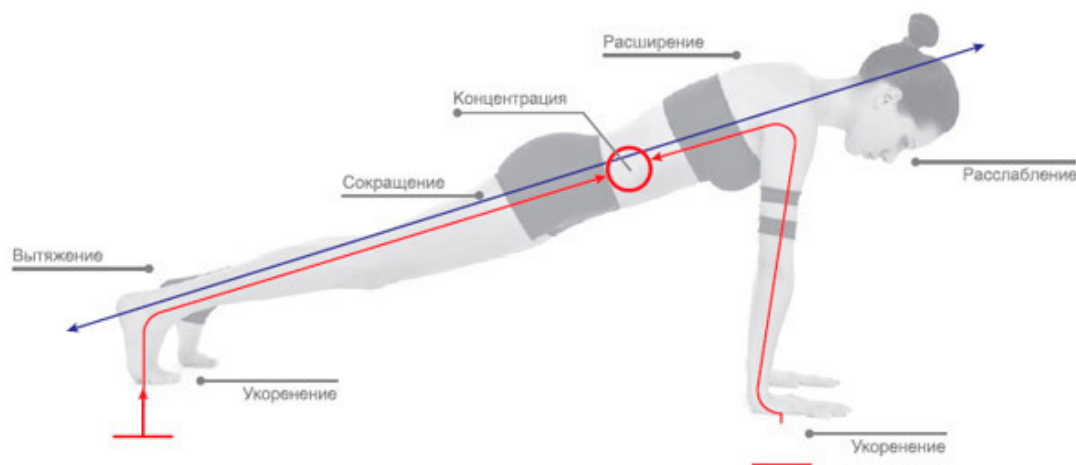 Расширение
Концентрация
Сокращение
Расслабление
Вытяжение
Укоренение
Укоренение